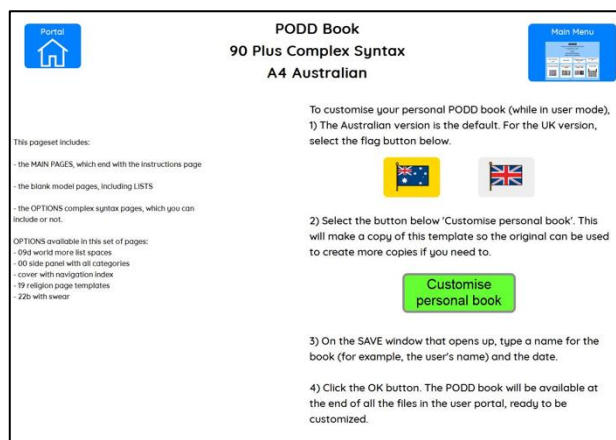 Portal
PODD Book
90 Plus Complex Syntax
A4 Australian
Main Menu
This pageset includes:
- the MAIN PAGES, which end with the instructions page
- the blank model pages, including LISTS
- the OPTIONS complex syntax pages, which you can
include or not.
OPTIONS available in this set of pages:
- 09d world more list spaces
- 00 side panel with all categories
- cover with navigation index
- 19 religion page templates
- 22b with swear
To customise your personal PODD book (while in user mode),
1) The Australian version is the default. For the UK version,
select the flag button below.
2) Select the button below 'Customise personal book'. This
will make a copy of this template so the original can be used
to create more copies if you need to.
Customise
personal book
3) On the SAVE window that opens up, type a name for the
book (for example, the user's name) and the date.
4) Click the OK button. The PODD book will be available at
the end of all the files in the user portal, ready to be
customized.